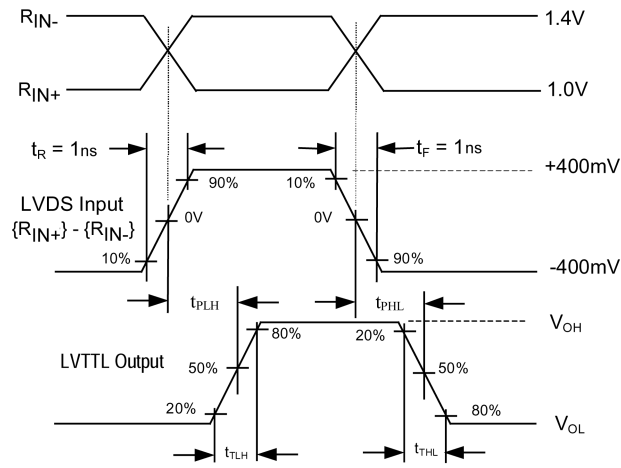 RIN-
1.4V
RIN+
1.0V
tR = 1ns
tF = 1ns
+400mV
90%
10%
LVDS Input
{RIN+} - {RIN-}
0V
0V
10%
90%
-400mV
tPLH
tPHL
VOH
80%
20%
LVTTL Output
50%
50%
20%
80%
VOL
tTLH
tTHL